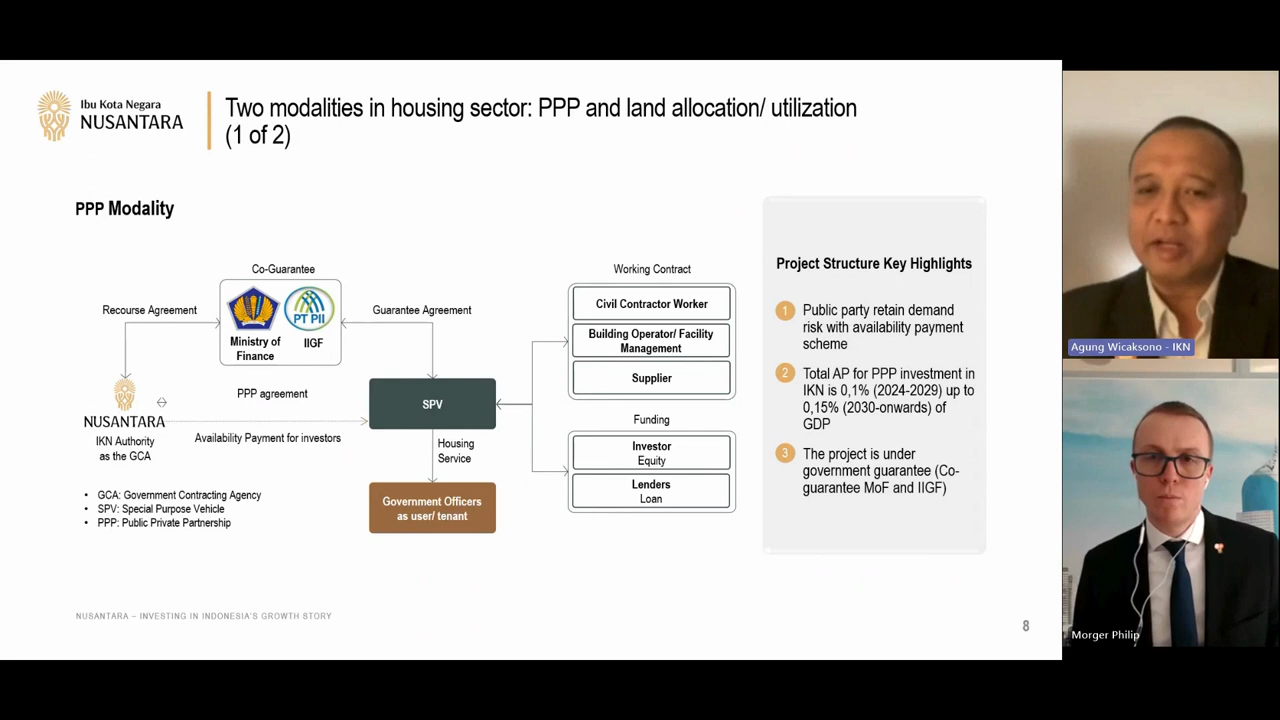 Ibu Kota Negara
NUSANTARA
Two modalities in housing sector: PPP and land allocation/ utilization
(1 of 2)
PPP Modality
Co-Guarantee
Recourse Agreement
Guarantee Agreement
PT PII
Ministry of
Finance
IIGF
NUSANTARA
IKN Authority
as the GCA
PPP agreement
Availability Payment for investors
SPV
Housing
Service
Government Officers
as user/ tenant
Working Contract
Civil Contractor Worker
Building Operator/ Facility
Management
Supplier
Funding
Investor
Equity
Lenders
Loan
• GCA: Government Contracting Agency
• SPV: Special Purpose Vehicle
• PPP: Public Private Partnership
Project Structure Key Highlights
1 Public party retain demand
risk with availability payment
scheme
2 Total AP for PPP investment in
IKN is 0,1% (2024-2029) up to
0,15% (2030-onwards) of
GDP
3 The project is under
government guarantee (Co-
guarantee MoF and IIGF)
NUSANTARA – INVESTING IN INDONESIA'S GROWTH STORY
8
Agung Wicaksono - IKN
Morger Philip